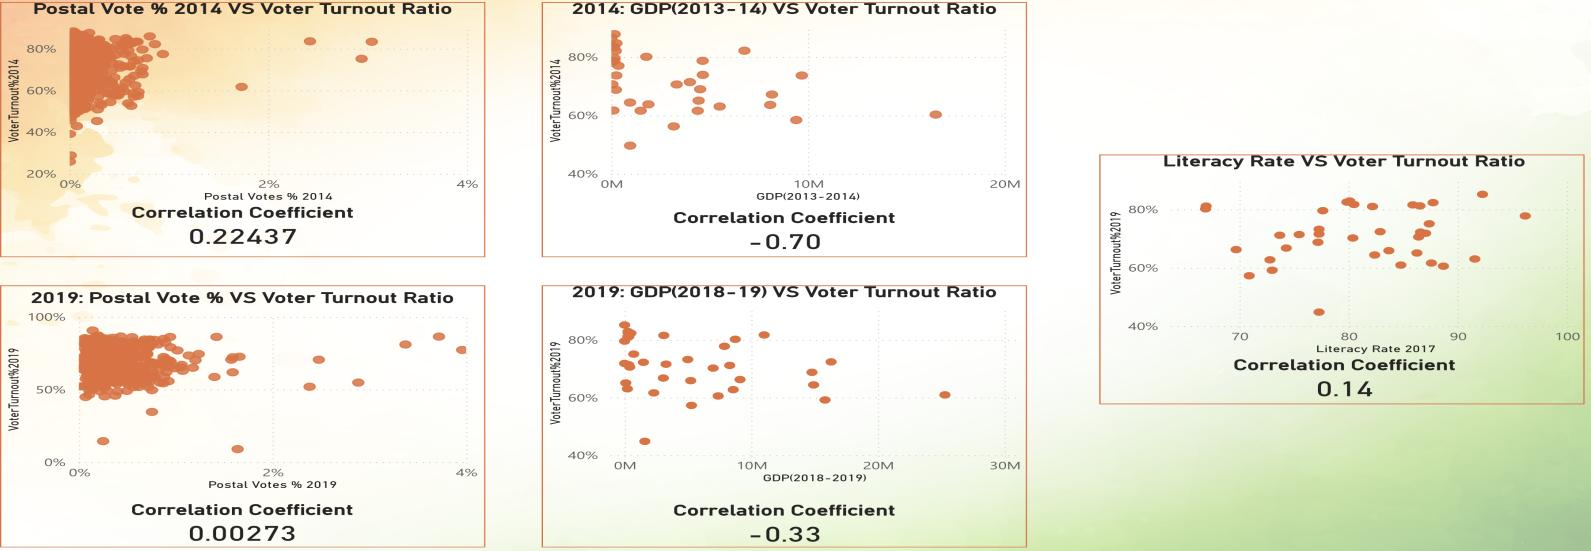 Postal Vote % 2014 VS Voter Turnout Ratio
80%
60%
40%
20%
VoterTurnout%2014
0%
2%
4%
Postal Votes % 2014
Correlation Coefficient
0.22437
2014: GDP(2013-14) VS Voter Turnout Ratio
80%
60%
40%
VoterTurnout%2014
0M
10M
20M
GDP(2013-2014)
Correlation Coefficient
-0.70
Literacy Rate VS Voter Turnout Ratio
80%
60%
40%
VoterTurnout%2019
70
80
90
100
Literacy Rate 2017
Correlation Coefficient
0.14
2019: Postal Vote % VS Voter Turnout Ratio
100%
50%
0%
VoterTurnout%2019
0%
2%
4%
Postal Votes % 2019
Correlation Coefficient
0.00273
2019: GDP(2018-19) VS Voter Turnout Ratio
80%
60%
40%
VoterTurnout%2019
0M
10M
20M
30M
GDP(2018-2019)
Correlation Coefficient
-0.33